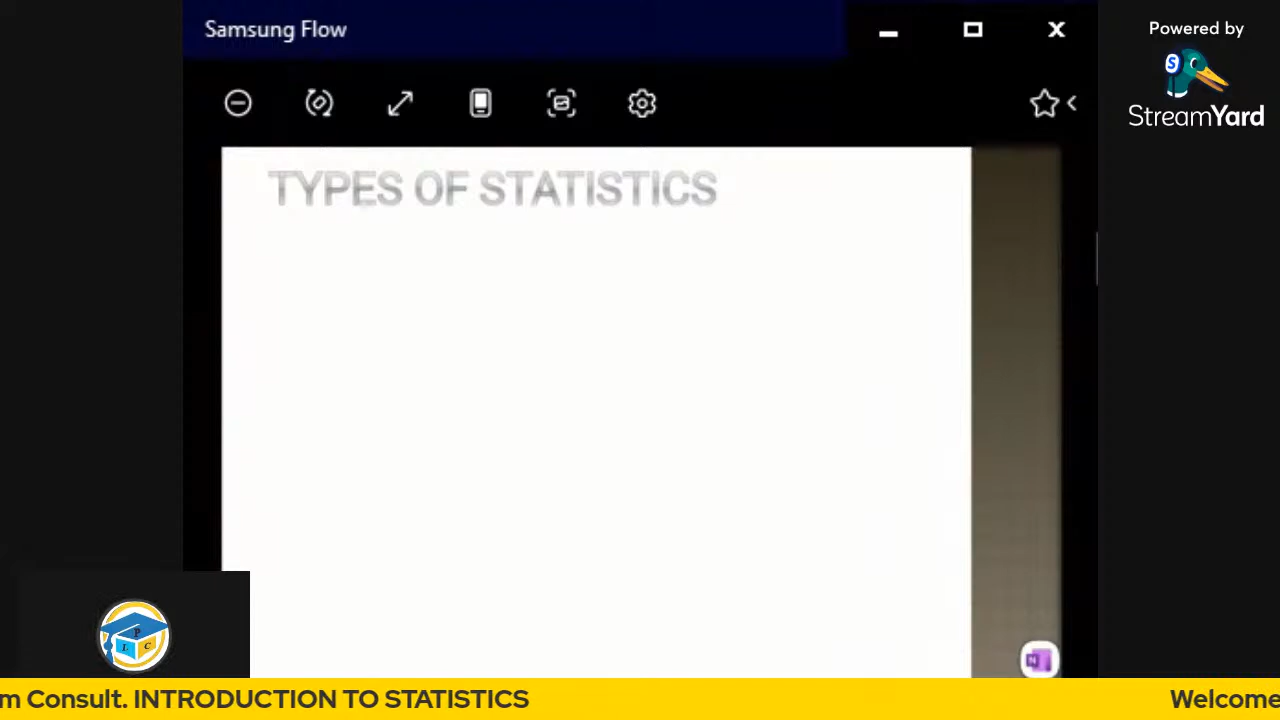 Samsung Flow
Powered by
StreamYard
TYPES OF STATISTICS
P
L C
N
m Consult. INTRODUCTION TO STATISTICS
Welcome